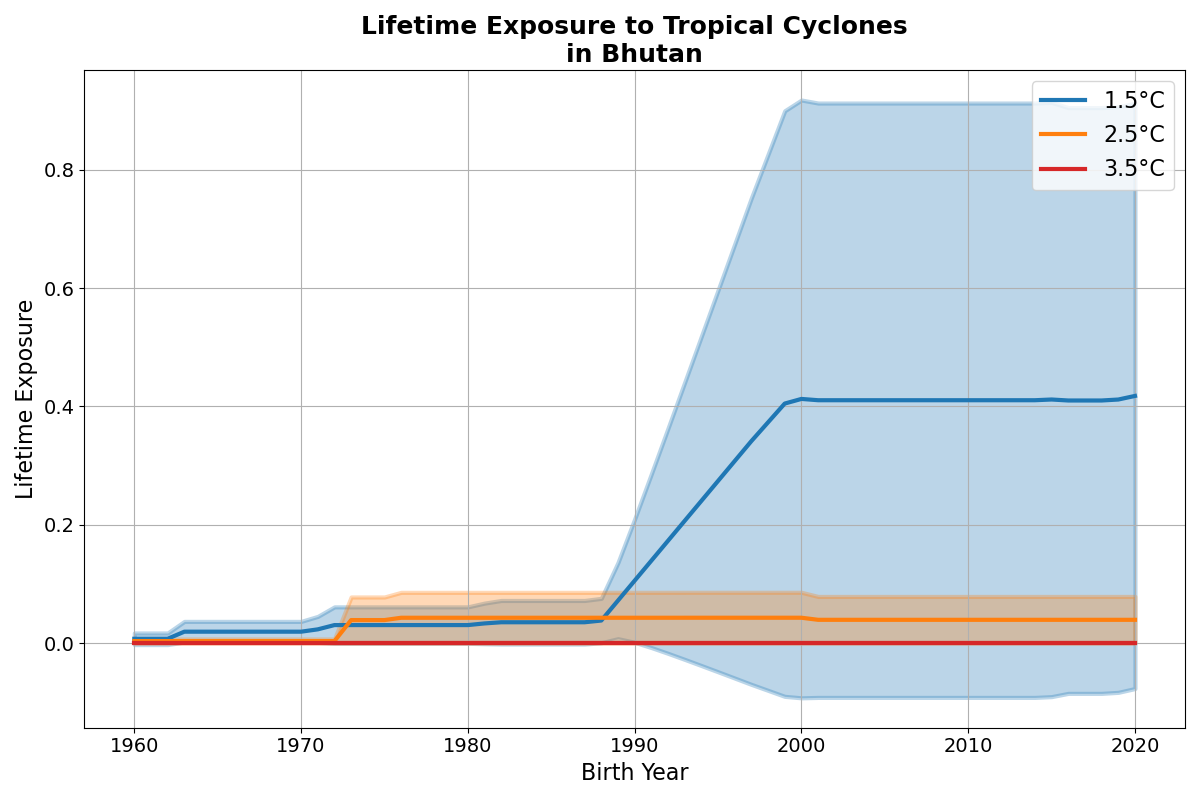 Lifetime Exposure to Tropical Cyclones
in Bhutan
1.5°C
2.5°C
3.5°C
Lifetime Exposure
0.8
0.6
0.4
0.2
0.0
1960 1970 1980 1990 2000 2010 2020
Birth Year